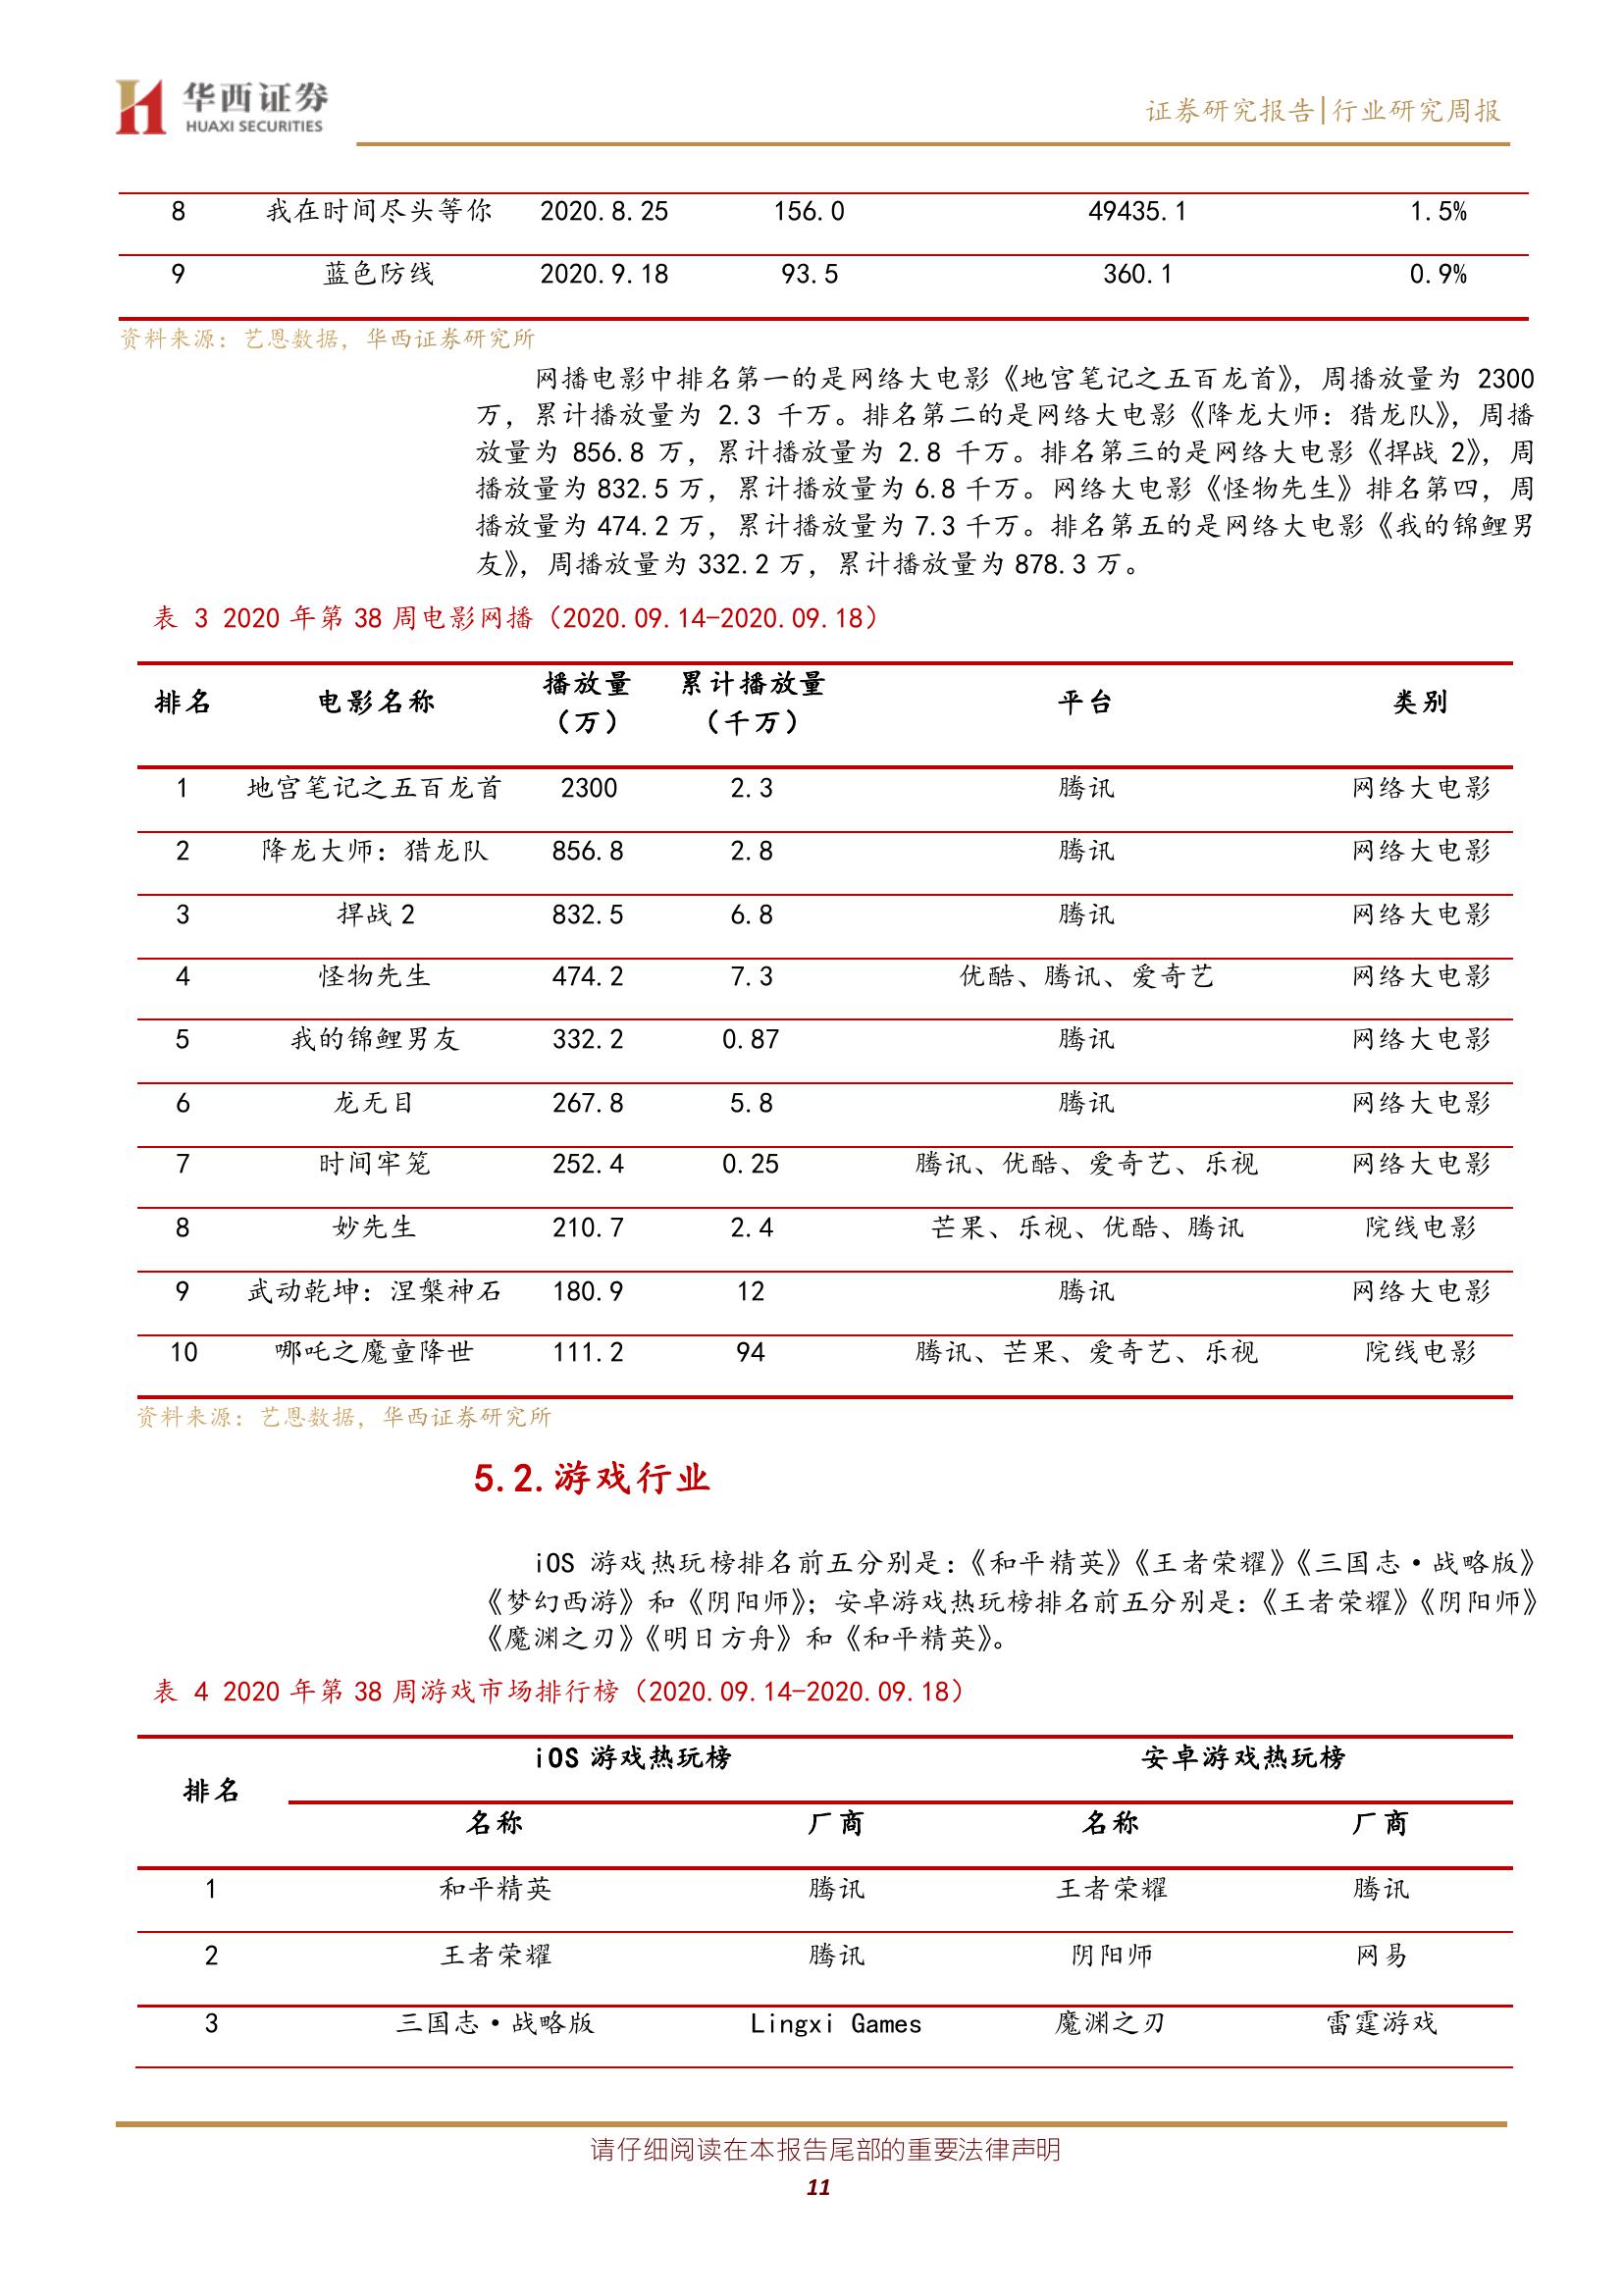 华西证券
HUAXI SECURITIES
证券研究报告|行业研究周报
8 我在时间尽头等你 2020.8.25 156.0 49435.1 1.5%
9 蓝色防线 2020.9.18 93.5 360.1 0.9%
资料来源：艺恩数据，华西证券研究所
网播电影中排名第一的是网络大电影《地宫笔记之五百龙首》，周播放量为 2300
万，累计播放量为 2.3 千万。排名第二的是网络大电影《降龙大师：猎龙队》，周播
放量为 856.8 万，累计播放量为 2.8 千万。排名第三的是网络大电影《捍战 2》，周
播放量为 832.5 万，累计播放量为 6.8 千万。网络大电影《怪物先生》排名第四，周
播放量为 474.2 万，累计播放量为 7.3 千万。排名第五的是网络大电影《我的锦鲤男
友》，周播放量为 332.2 万，累计播放量为 878.3 万。
表 3 2020 年第 38 周电影网播（2020.09.14-2020.09.18）
排名 电影名称 播放量（万） 累计播放量（千万） 平台 类别
1 地宫笔记之五百龙首 2300 2.3 腾讯 网络大电影
2 降龙大师：猎龙队 856.8 2.8 腾讯 网络大电影
3 捍战 2 832.5 6.8 腾讯 网络大电影
4 怪物先生 474.2 7.3 优酷、腾讯、爱奇艺 网络大电影
5 我的锦鲤男友 332.2 0.87 腾讯 网络大电影
6 龙无目 267.8 5.8 腾讯 网络大电影
7 时间牢笼 252.4 0.25 腾讯、优酷、爱奇艺、乐视 网络大电影
8 妙先生 210.7 2.4 芒果、乐视、优酷、腾讯 院线电影
9 武动乾坤：涅槃神石 180.9 12 腾讯 网络大电影
10 哪吒之魔童降世 111.2 94 腾讯、芒果、爱奇艺、乐视 院线电影
资料来源：艺恩数据，华西证券研究所
5.2.游戏行业
iOS 游戏热玩榜排名前五分别是：《和平精英》《王者荣耀》《三国志·战略版》
《梦幻西游》和《阴阳师》；安卓游戏热玩榜排名前五分别是：《王者荣耀》《阴阳师》
《魔渊之刃》《明日方舟》和《和平精英》。
表 4 2020 年第 38 周游戏市场排行榜（2020.09.14-2020.09.18）
排名 iOS 游戏热玩榜 安卓游戏热玩榜
名称 厂商 名称 厂商
1 和平精英 腾讯 王者荣耀 腾讯
2 王者荣耀 腾讯 阴阳师 网易
3 三国志·战略版 Lingxi Games 魔渊之刃 雷霆游戏
请仔细阅读在本报告尾部的重要法律声明
11